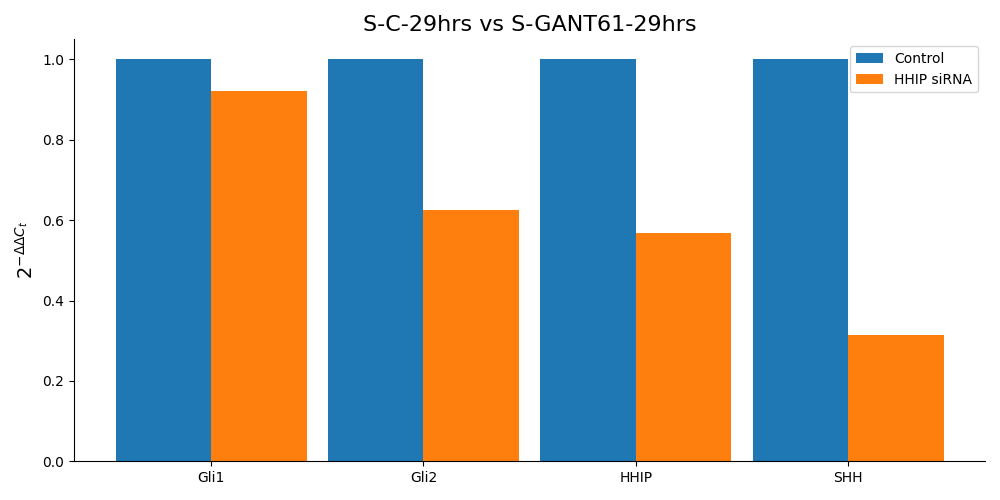 S-C-29hrs vs S-GANT61-29hrs
Control
HHIP siRNA
2^{-ΔΔC_t}
1.0
0.8
0.6
0.4
0.2
0.0
Gli1 Gli2 HHIP SHH